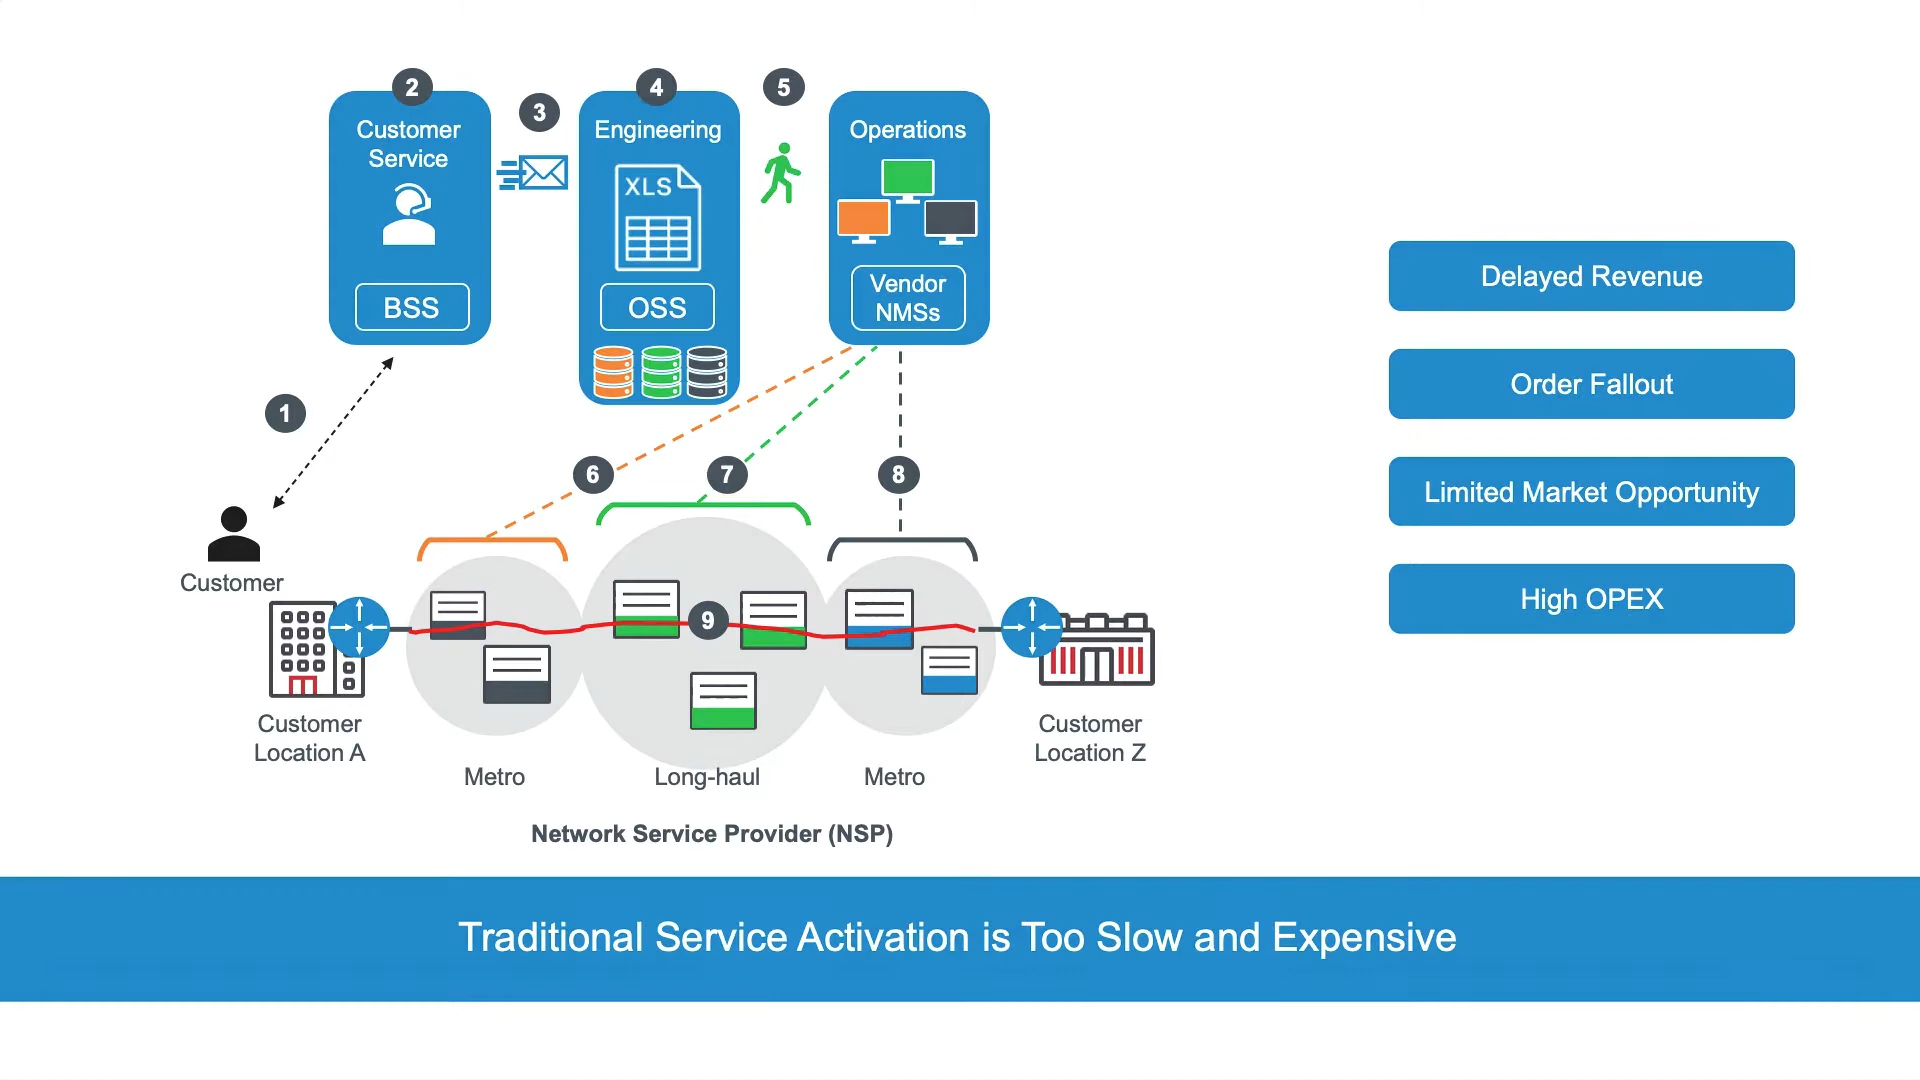 2
Customer
Service
BSS
3
4
Engineering
XLS
OSS
5
Operations
Vendor
NMSs
1
Customer
6
7
8
9
Customer
Location A
Metro
Long-haul
Metro
Customer
Location Z
Network Service Provider (NSP)
Delayed Revenue
Order Fallout
Limited Market Opportunity
High OPEX
Traditional Service Activation is Too Slow and Expensive